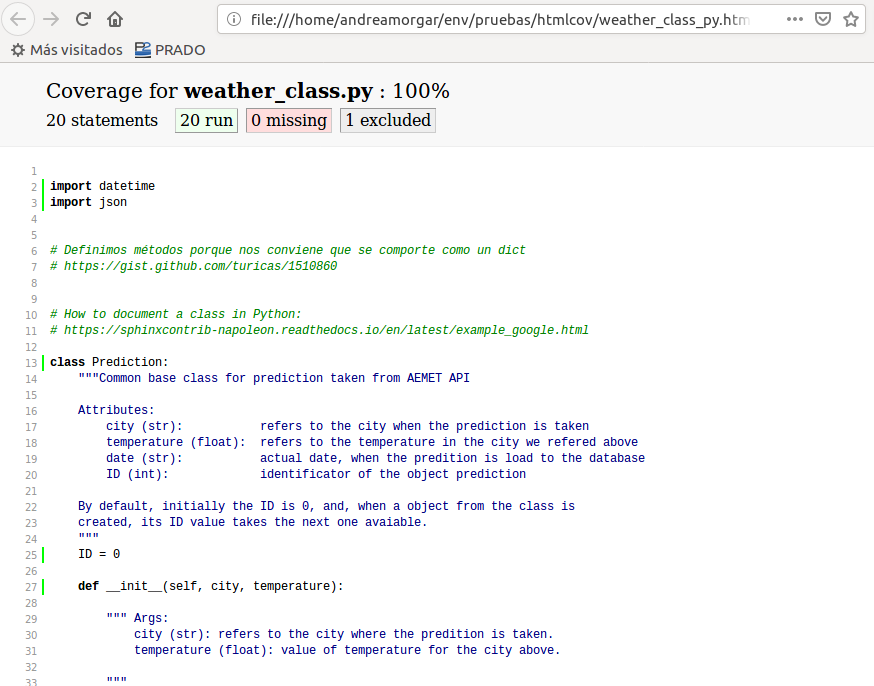 file:///home/andreamorgar/env/pruebas/htmlcov/weather_class_py.htm
Más visitados PRADO
Coverage for weather_class.py : 100%
20 statements 20 run 0 missing 1 excluded
1
2 import datetime
3 import json
4
5
6 # Definimos métodos porque nos conviene que se comporte como un dict
7 # https://gist.github.com/turicas/1510860
8
9
10 # How to document a class in Python:
11 # https://sphinxcontrib-napoleon.readthedocs.io/en/latest/example_google.html
12
13 class Prediction:
14 """Common base class for prediction taken from AEMET API
15
16 Attributes:
17 city (str): refers to the city when the prediction is taken
18 temperature (float): refers to the temperature in the city we refered above
19 date (str): actual date, when the predition is load to the database
20 ID (int): identificator of the object prediction
21
22 By default, initially the ID is 0, and, when a object from the class is
23 created, its ID value takes the next one avaiable.
24 """
25 ID = 0
26
27 def __init__(self, city, temperature):
28
29 """ Args:
30 city (str): refers to the city where the predition is taken.
31 temperature (float): value of temperature for the city above.
32
33 """